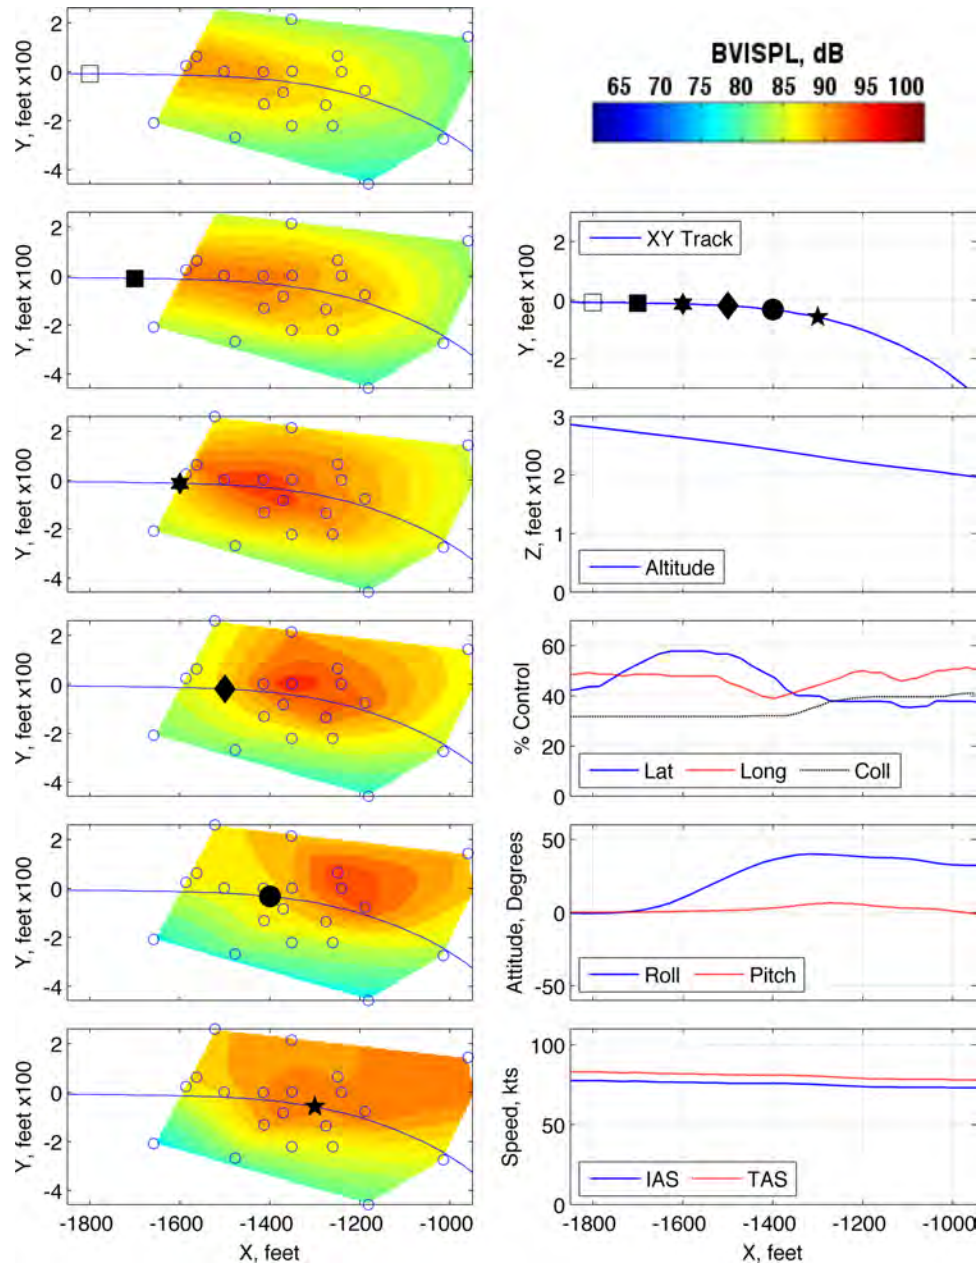 BVISPL, dB
65 70 75 80 85 90 95 100
Y, feet x100
2
0
-2
-4
Y, feet x100
2
0
-2
-4
XY Track
Y, feet x100
2
0
-2
Y, feet x100
2
0
-2
-4
Z, feet x100
3
2
1
0
Altitude
Y, feet x100
2
0
-2
-4
% Control
60
40
20
0
Lat Long Coll
Y, feet x100
2
0
-2
-4
Attitude, Degrees
50
0
-50
Roll Pitch
Y, feet x100
2
0
-2
-4
-1800 -1600 -1400 -1200 -1000
X, feet
Speed, kts
100
50
0
IAS TAS
-1800 -1600 -1400 -1200 -1000
X, feet